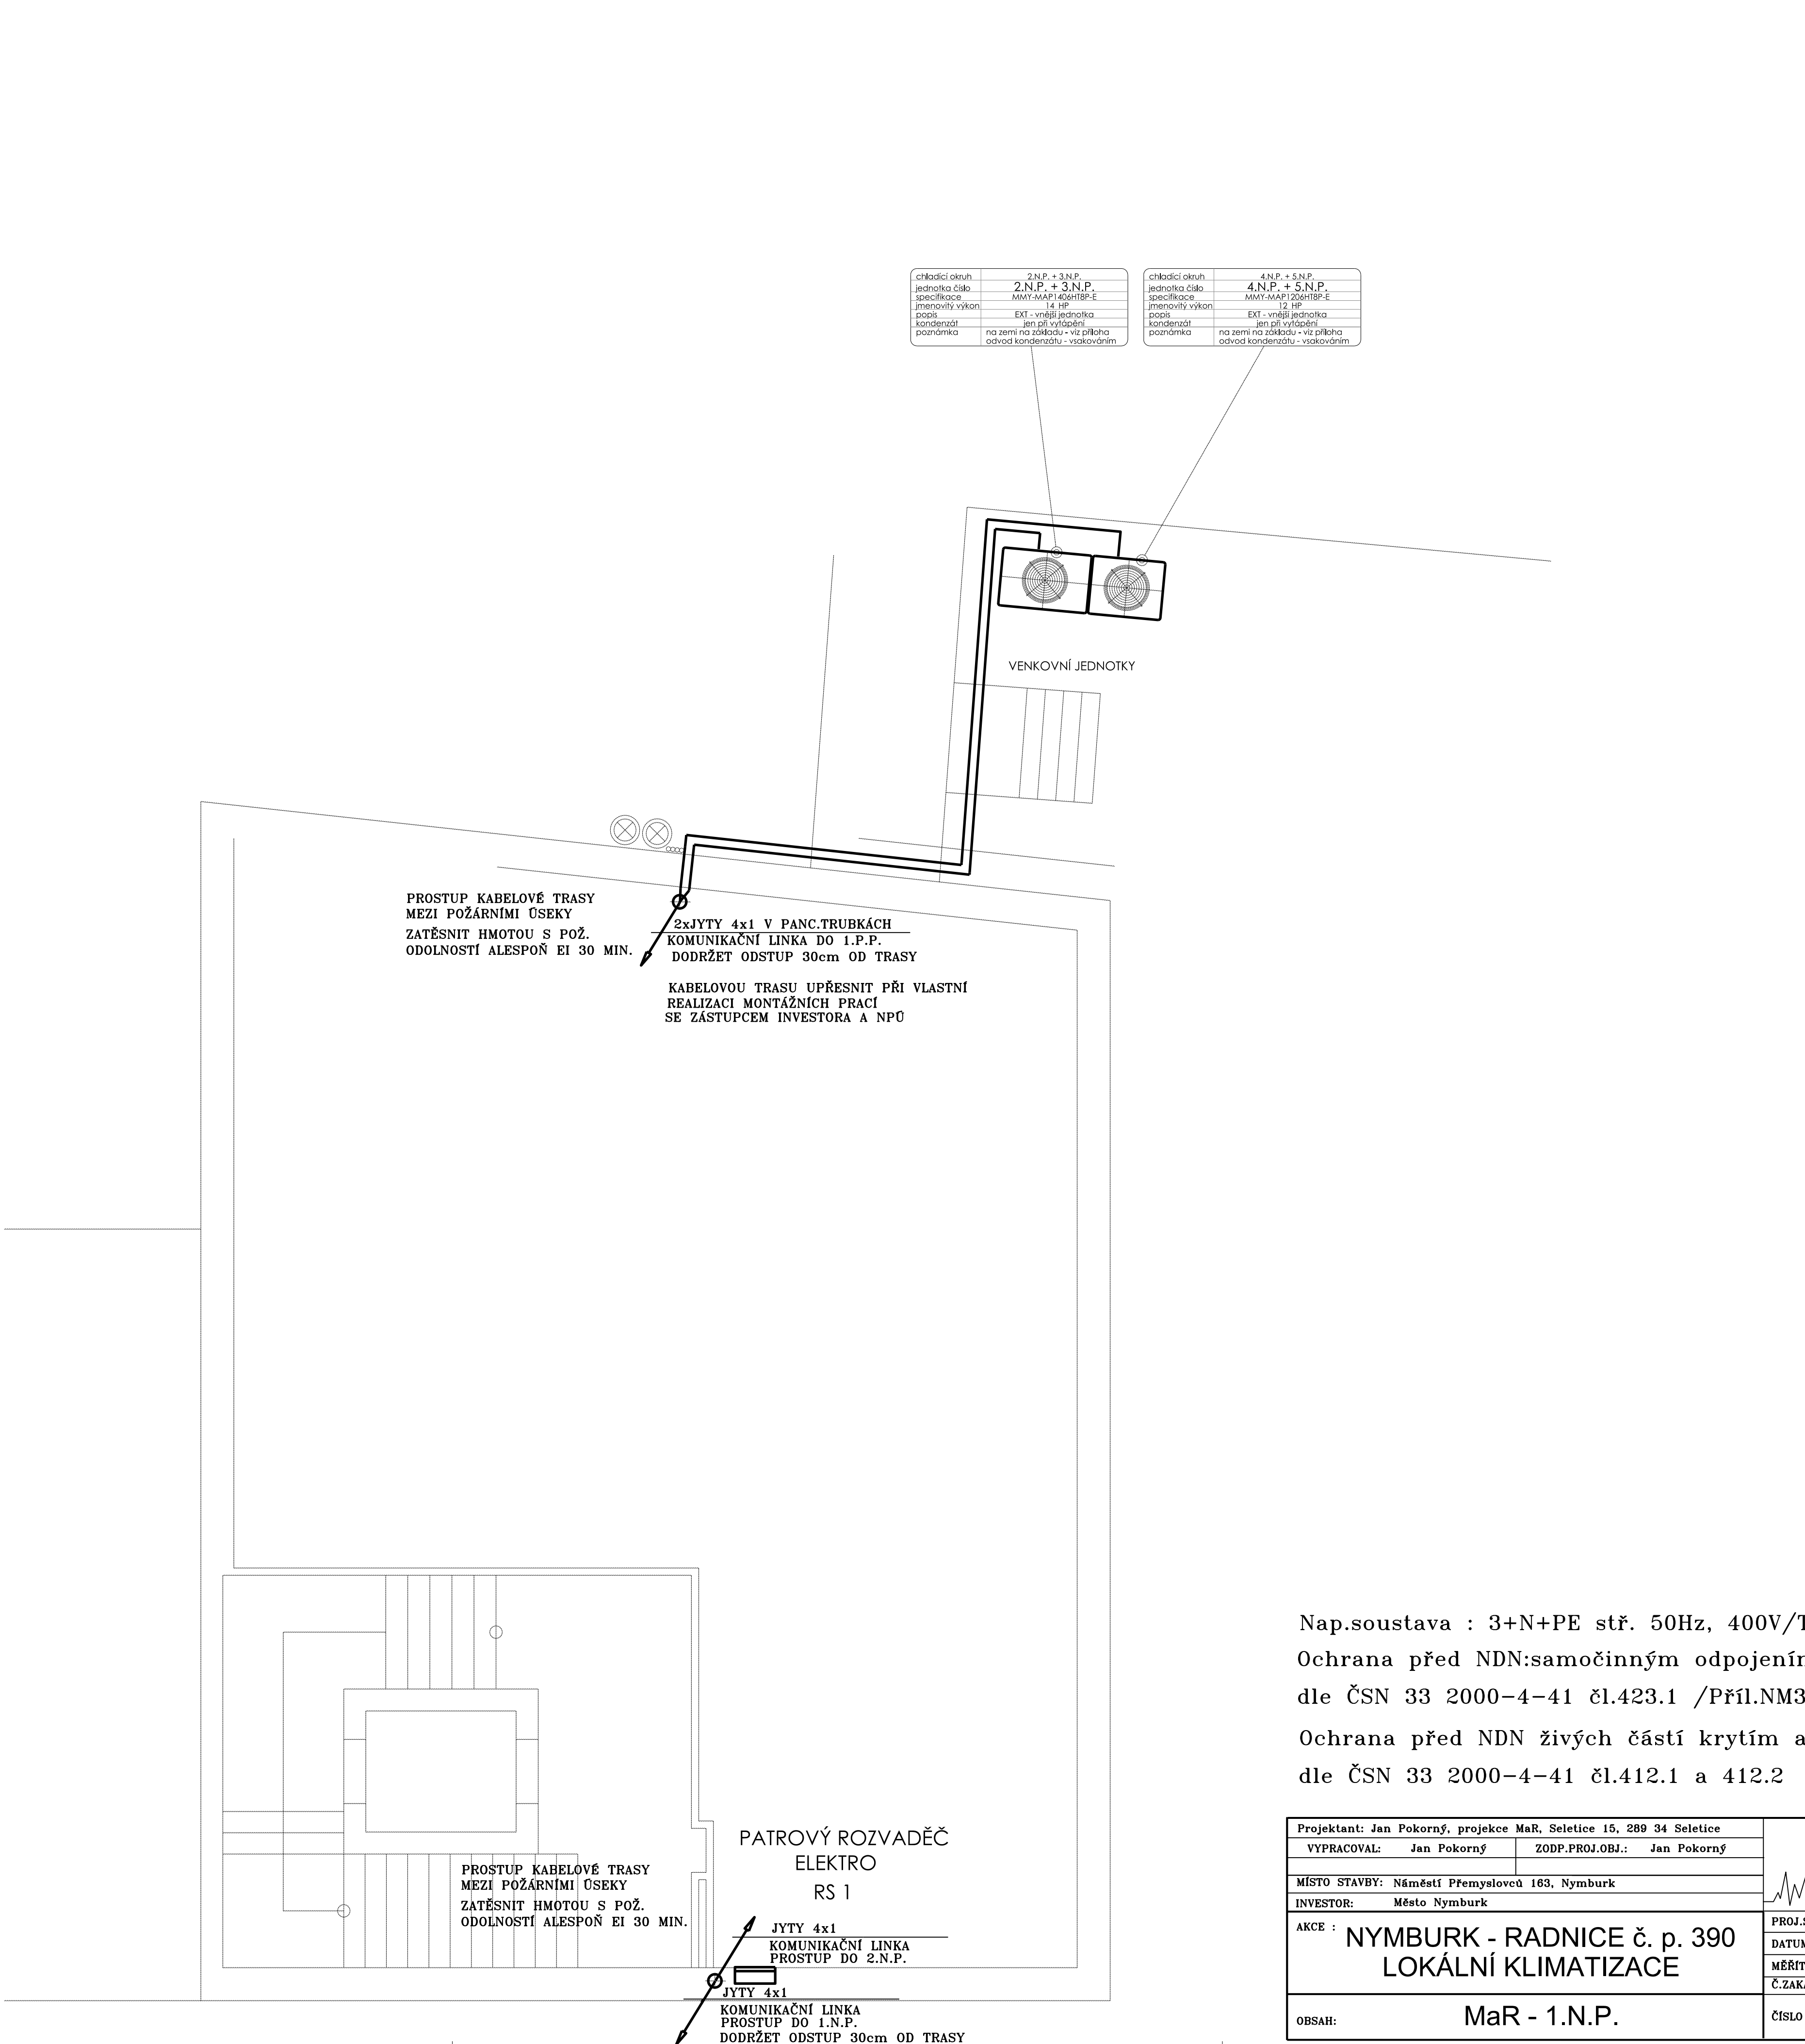 chladící okruh 2.N.P. + 3.N.P.
jednotka číslo 2.N.P. + 3.N.P.
specifikace MMY-MAP1406HT8P-E
jmenovitý výkon 14 HP
popis EXT - vnější jednotka
kondenzát jen při vytápění
poznámka na zemi na základu - viz příloha
odvod kondenzátu - vsakováním
chladící okruh 4.N.P. + 5.N.P.
jednotka číslo 4.N.P. + 5.N.P.
specifikace MMY-MAP1206HT8P-E
jmenovitý výkon 12 HP
popis EXT - vnější jednotka
kondenzát jen při vytápění
poznámka na zemi na základu - viz příloha
odvod kondenzátu - vsakováním
VENKOVNÍ JEDNOTKY
PROSTUP KABELOVÉ TRASY
MEZI POŽÁRNÍMI ÚSEKY
ZATĚSNIT HMOTOU S POŽ.
ODOLNOSTÍ ALESPOŇ EI 30 MIN.
2xJYTY 4x1 V PANC.TRUBKÁCH
KOMUNIKAČNÍ LINKA DO 1.P.P.
DODRŽET ODSTUP 30cm OD TRASY
KABELOVOU TRASU UPŘESNIT PŘI VLASTNÍ
REALIZACI MONTÁŽNÍCH PRACÍ
SE ZÁSTUPCEM INVESTORA A NPÚ
PATROVÝ ROZVADĚČ
ELEKTRO
RS 1
PROSTUP KABELOVÉ TRASY
MEZI POŽÁRNÍMI ÚSEKY
ZATĚSNIT HMOTOU S POŽ.
ODOLNOSTÍ ALESPOŇ EI 30 MIN.
JYTY 4x1
KOMUNIKAČNÍ LINKA
PROSTUP DO 2.N.P.
JYTY 4x1
KOMUNIKAČNÍ LINKA
PROSTUP DO 1.N.P.
DODRŽET ODSTUP 30cm OD TRASY
Nap.soustava : 3+N+PE stř. 50Hz, 400V/T
Ochrana před NDN:samočinným odpojením
dle ČSN 33 2000-4-41 čl.423.1 /Příl.NM3
Ochrana před NDN živých částí krytím a
dle ČSN 33 2000-4-41 čl.412.1 a 412.2
Projektant: Jan Pokorný, projekce MaR, Seletice 15, 289 34 Seletice
VYPRACOVAL: Jan Pokorný ZODP.PROJ.OBJ.: Jan Pokorný
MÍSTO STAVBY: Náměstí Přemyslovců 163, Nymburk
INVESTOR: Město Nymburk
AKCE : NYMBURK - RADNICE č. p. 390
LOKÁLNÍ KLIMATIZACE
OBSAH: MaR - 1.N.P.
PROJ.S
DATUM
MĚŘÍT
Č.ZAKÁ
ČÍSLO